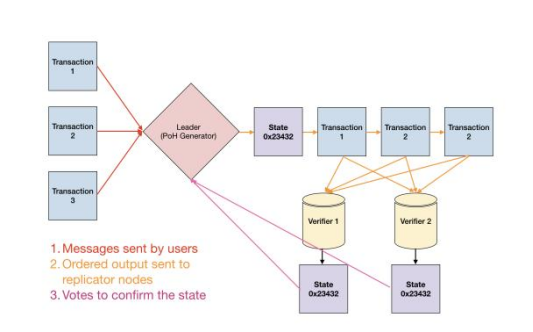 Transaction
1
Transaction
2
Transaction
3
Leader
(PoH Generator)
State
0x23432
Transaction
1
Transaction
2
Transaction
2
Verifier 1
Verifier 2
State
0x23432
State
0x23432
1. Messages sent by users
2. Ordered output sent to
replicator nodes
3. Votes to confirm the state